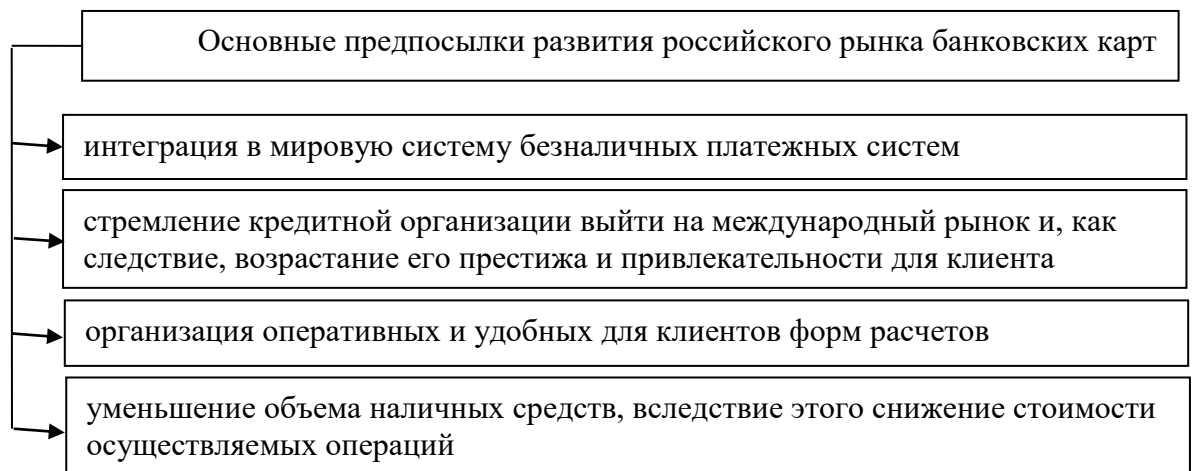 Основные предпосылки развития российского рынка банковских карт
интеграция в мировую систему безналичных платежных систем
стремление кредитной организации выйти на международный рынок и, как
следствие, возрастание его престижа и привлекательности для клиента
организация оперативных и удобных для клиентов форм расчетов
уменьшение объема наличных средств, вследствие этого снижение стоимости
осуществляемых операций